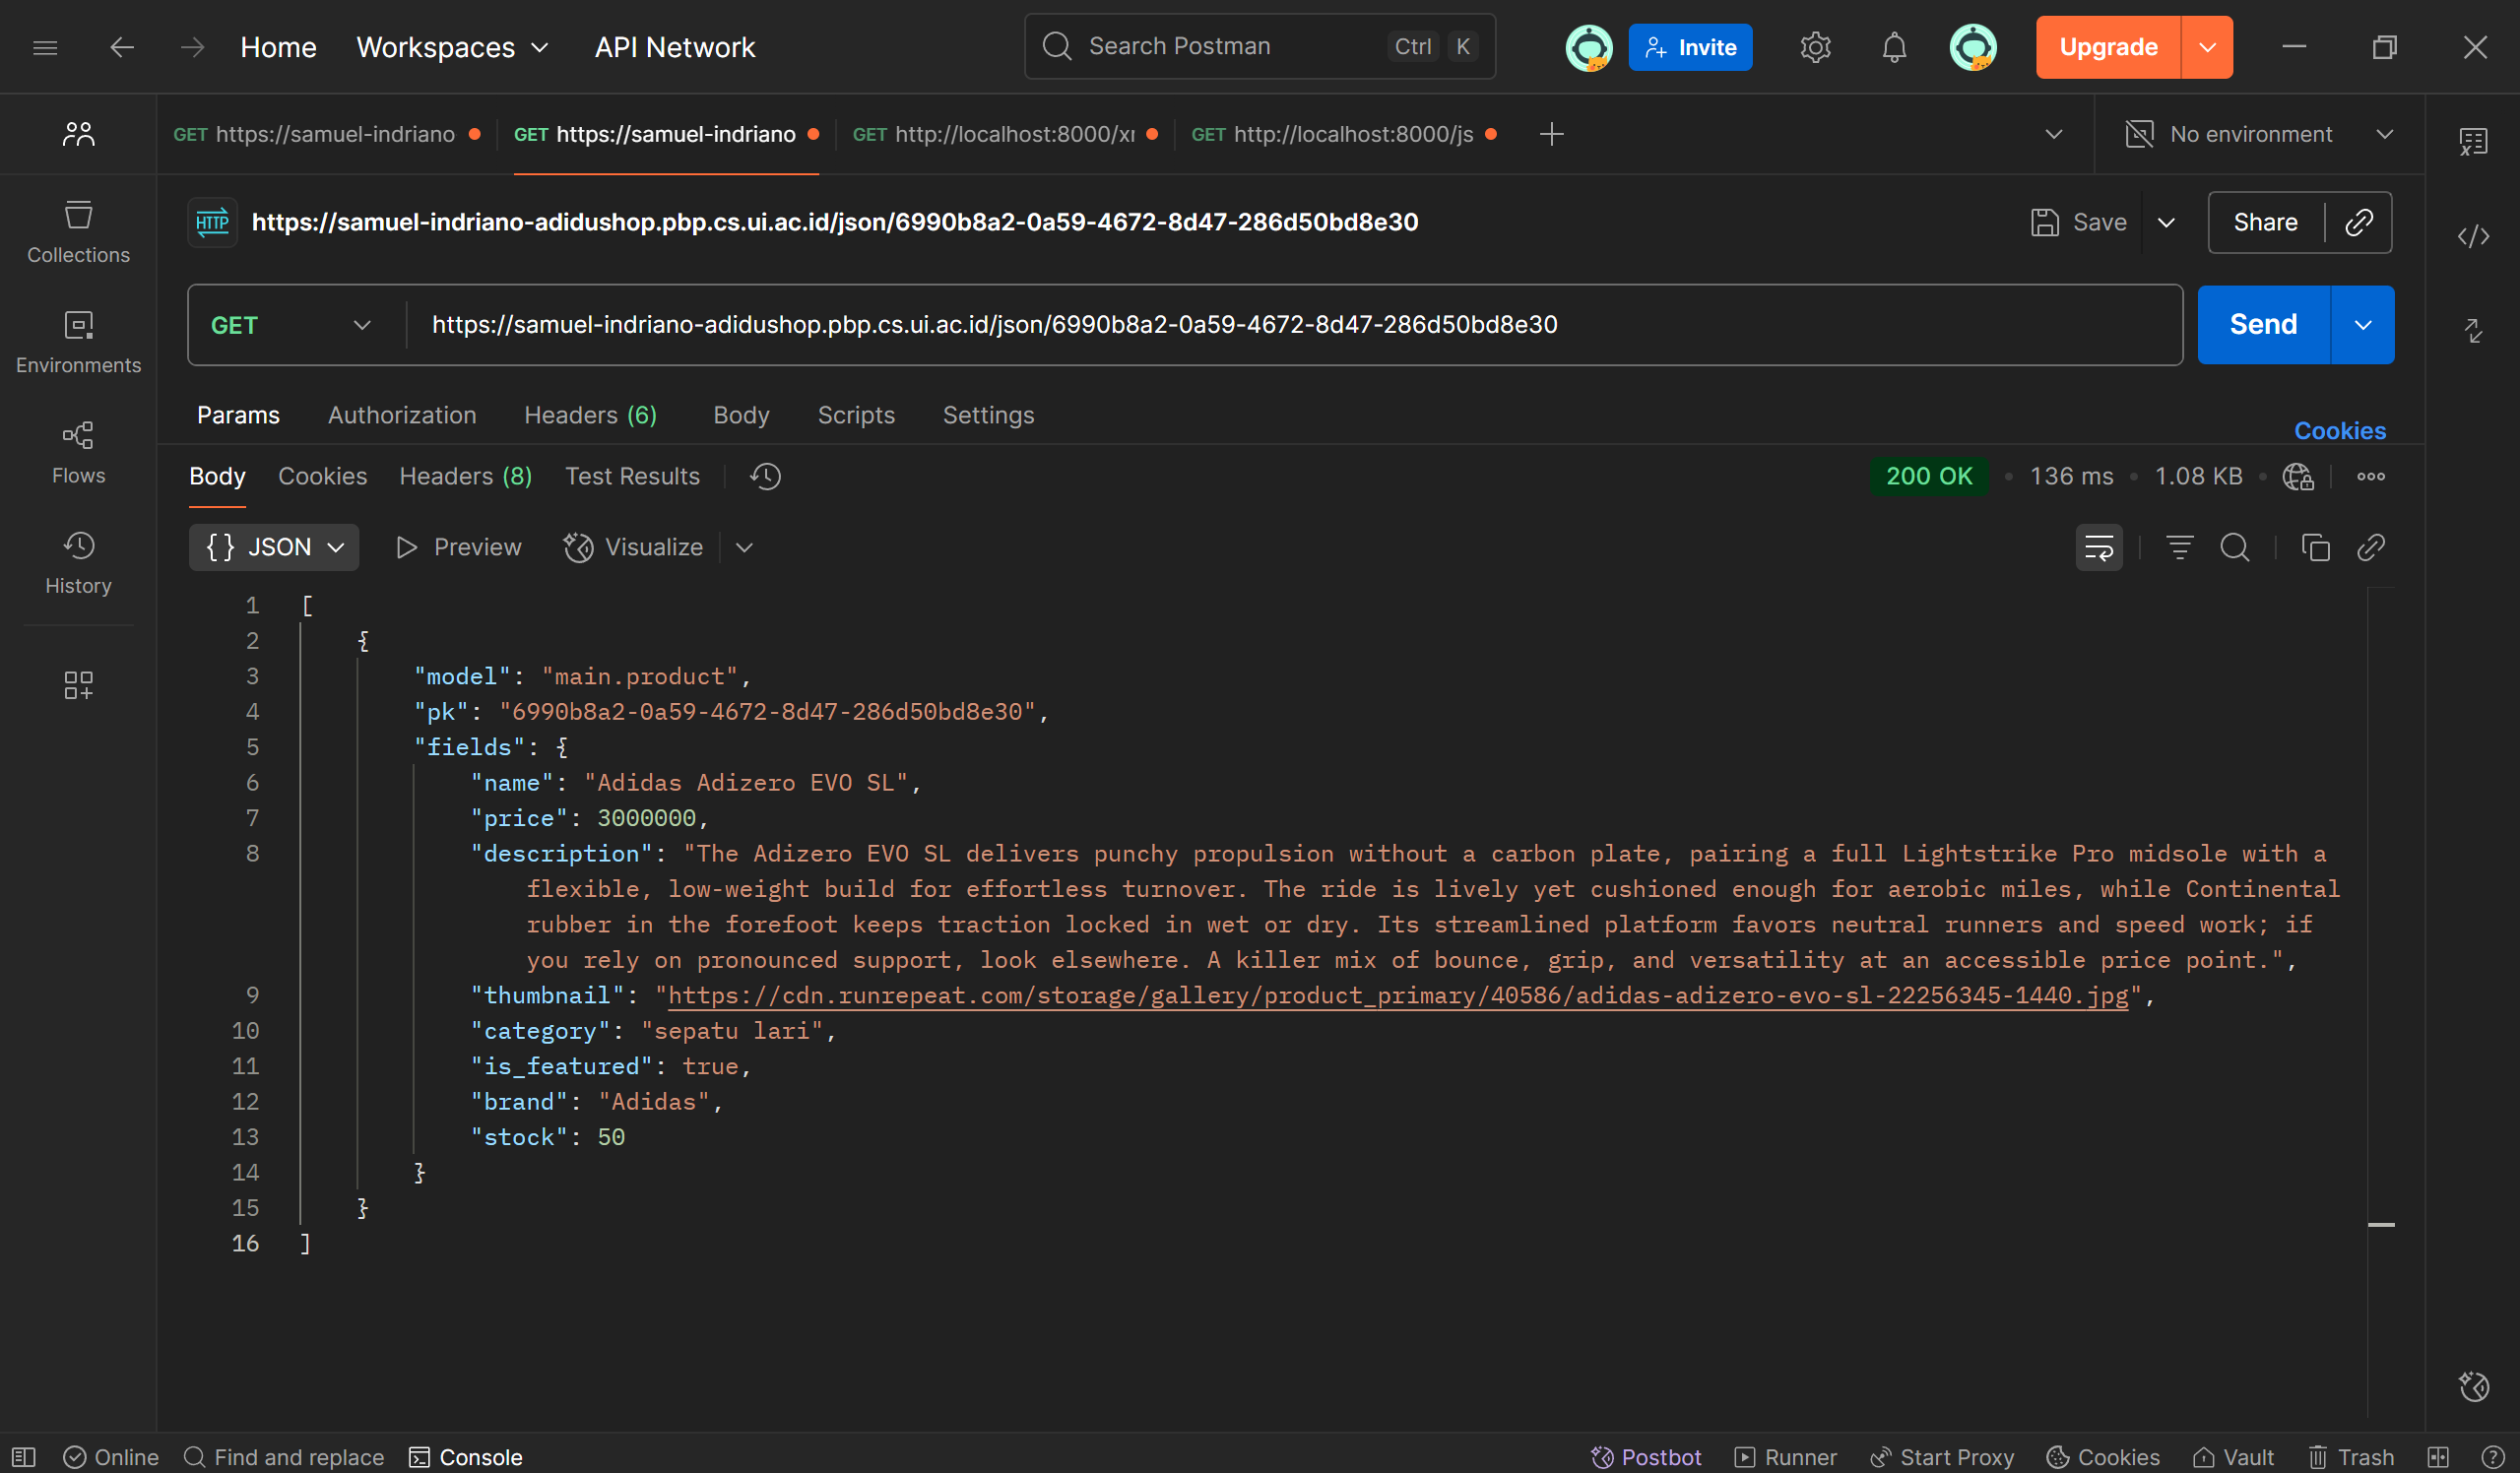 Home Workspaces API Network Search Postman Ctrl K Invite Upgrade
GET https://samuel-indriano GET https://samuel-indriano GET http://localhost:8000/xı GET http://localhost:8000/js No environment
HTTP https://samuel-indriano-adidushop.pbp.cs.ui.ac.id/json/6990b8a2-0a59-4672-8d47-286d50bd8e30 Save Share
Collections
GET https://samuel-indriano-adidushop.pbp.cs.ui.ac.id/json/6990b8a2-0a59-4672-8d47-286d50bd8e30 Send
Environments
Params Authorization Headers (6) Body Scripts Settings Cookies
Flows
Body Cookies Headers (8) Test Results 200 OK 136 ms 1.08 KB
{} JSON Preview Visualize
History
1 [
2 {
3 "model": "main.product",
4 "pk": "6990b8a2-0a59-4672-8d47-286d50bd8e30",
5 "fields": {
6 "name": "Adidas Adizero EVO SL",
7 "price": 3000000,
8 "description": "The Adizero EVO SL delivers punchy propulsion without a carbon plate, pairing a full Lightstrike Pro midsole with a
flexible, low-weight build for effortless turnover. The ride is lively yet cushioned enough for aerobic miles, while Continental
rubber in the forefoot keeps traction locked in wet or dry. Its streamlined platform favors neutral runners and speed work; if
you rely on pronounced support, look elsewhere. A killer mix of bounce, grip, and versatility at an accessible price point.",
9 "thumbnail": "https://cdn.runrepeat.com/storage/gallery/product_primary/40586/adidas-adizero-evo-sl-22256345-1440.jpg",
10 "category": "sepatu lari",
11 "is_featured": true,
12 "brand": "Adidas",
13 "stock": 50
14 }
15 }
16 ]
Online Find and replace Console Postbot Runner Start Proxy Cookies Vault Trash